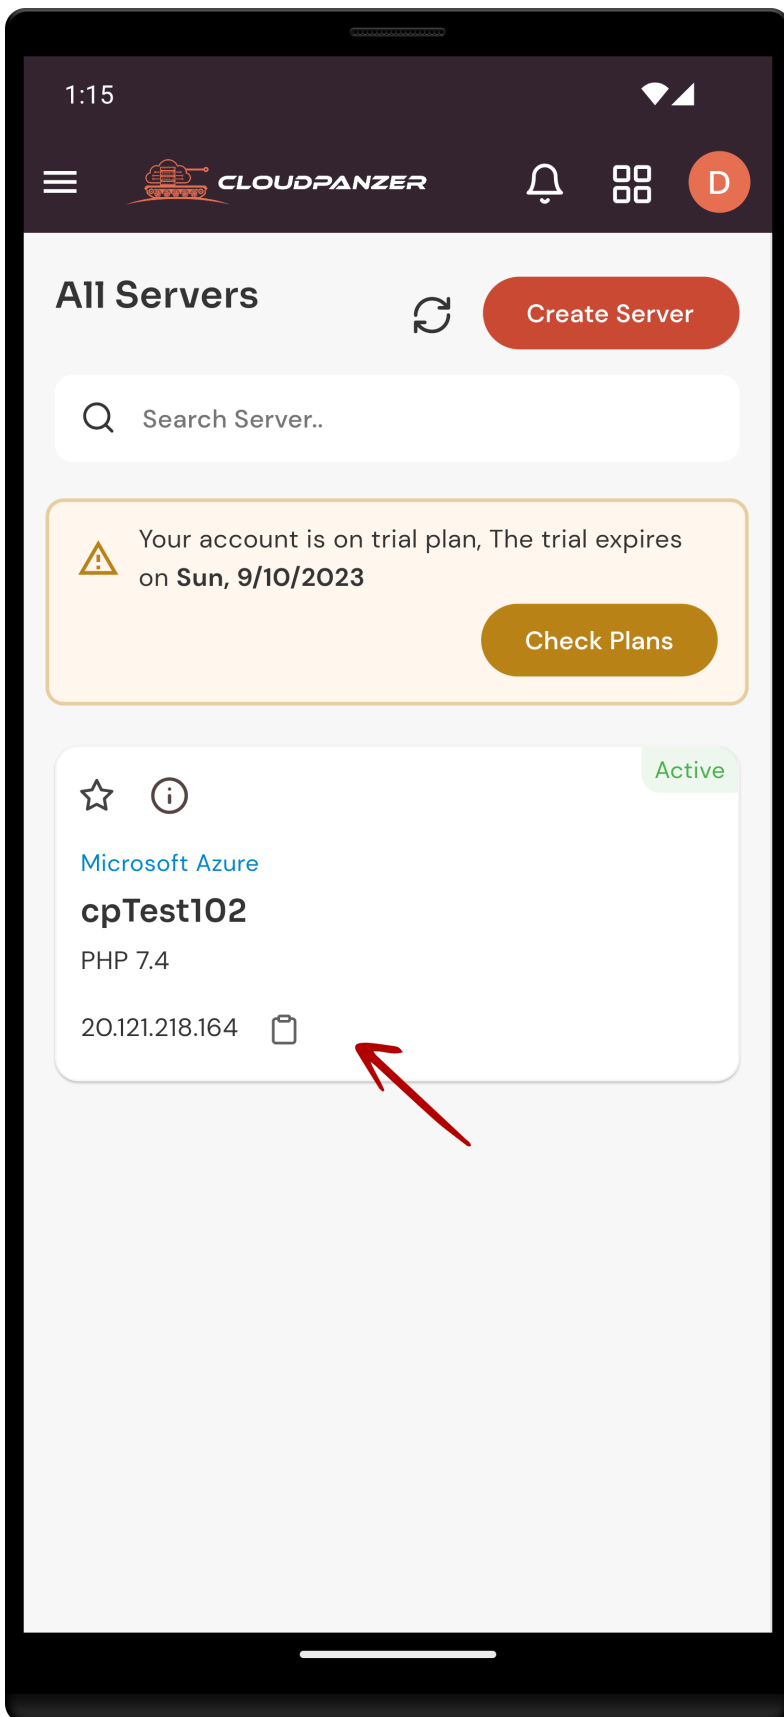 1:15
CLOUDPANZER
D
All Servers
Create Server
Search Server..
Your account is on trial plan, The trial expires
on Sun, 9/10/2023
Check Plans
Active
Microsoft Azure
cpTest102
PHP 7.4
20.121.218.164